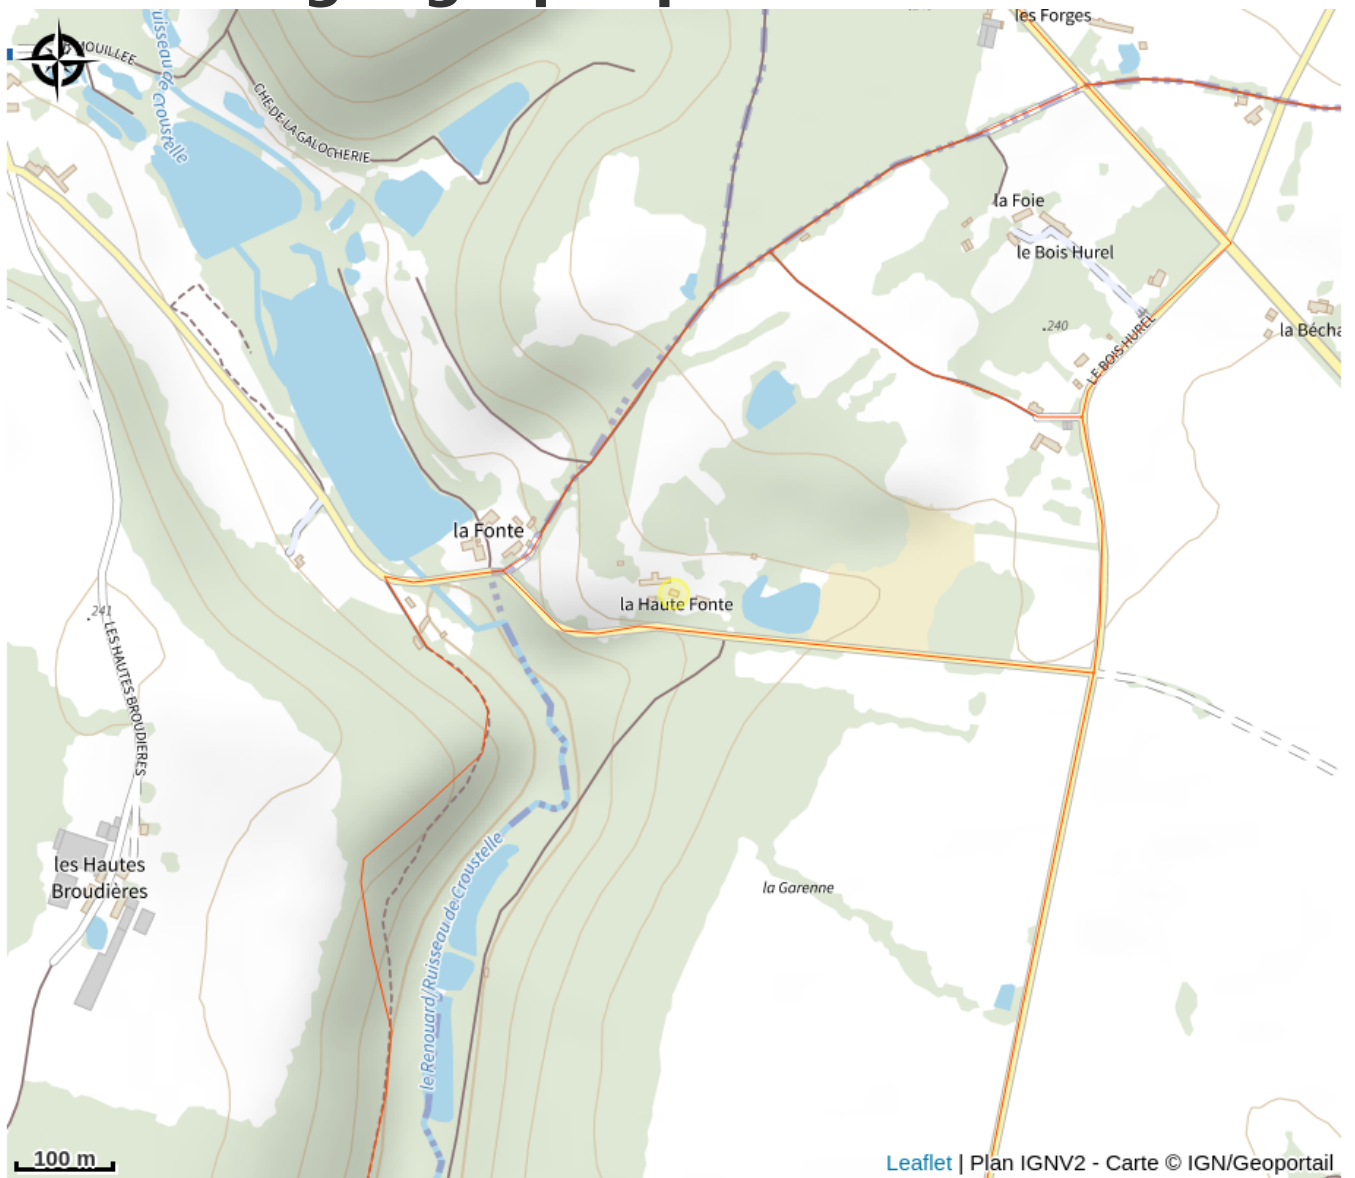 les Forges
MOUILLEE
uisseau de Croustelle
CHE DE LA GALOCHERIE
la Foie
le Bois Hurel
.240
la Bécha
LE BOIS HUREL
la Fonte
la Haute Fonte
.241
LES HAUTES BROUDIERES
les Hautes
Broudières
la Garenne
le Renouard/Ruisseau de Croustelle
100 m
Leaflet | Plan IGNV2 - Carte © IGN/Geoportail